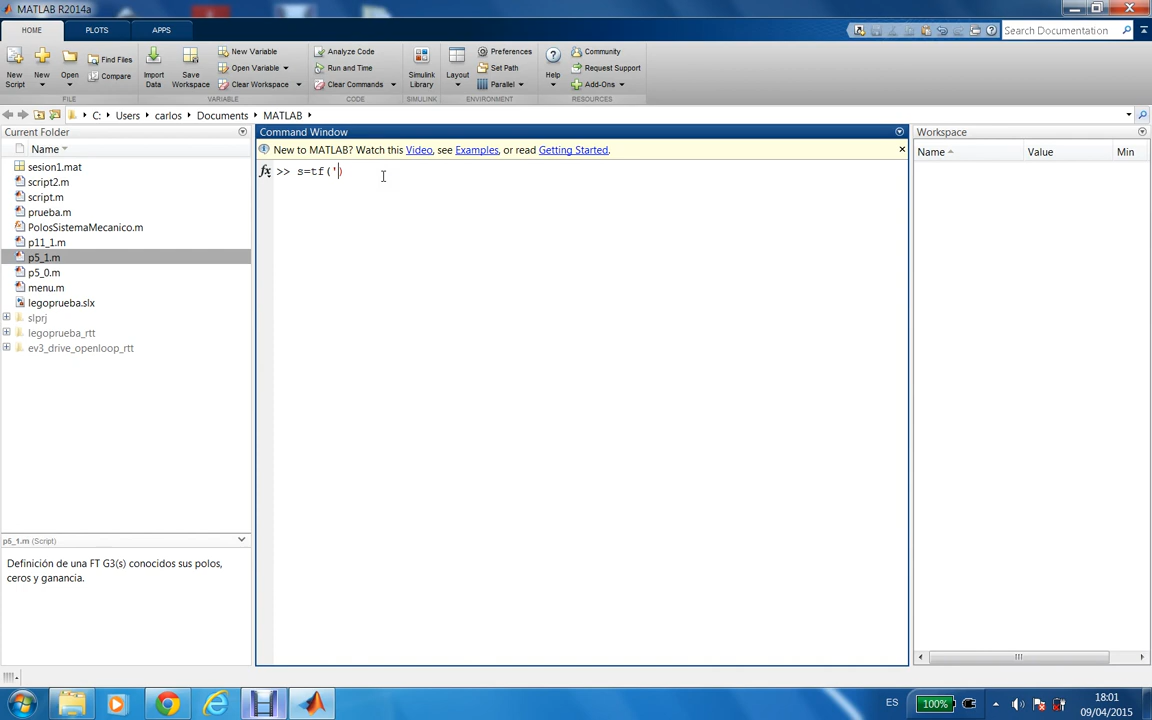 MATLAB R2014a
HOME PLOTS APPS
Search Documentation
New Script
New
Open
Find Files
Compare
Import Data
Save Workspace
New Variable
Open Variable
Clear Workspace
Analyze Code
Run and Time
Clear Commands
Simulink Library
Layout
Preferences
Set Path
Parallel
Help
Community
Request Support
Add-Ons
FILE VARIABLE CODE SIMULINK ENVIRONMENT RESOURCES
C: Users carlos Documents MATLAB
Current Folder
Name
sesion1.mat
script2.m
script.m
prueba.m
PolosSistemaMecanico.m
p11_1.m
p5_1.m
p5_0.m
menu.m
legoprueba.slx
slprj
legoprueba_rtt
ev3_drive_openloop_rtt
p5_1.m (Script)
Definición de una FT G3(s) conocidos sus polos,
ceros y ganancia.
Command Window
New to MATLAB? Watch this Video, see Examples, or read Getting Started.
fx >> s=tf(')
Workspace
Name Value Min
ES
100%
18:01
09/04/2015